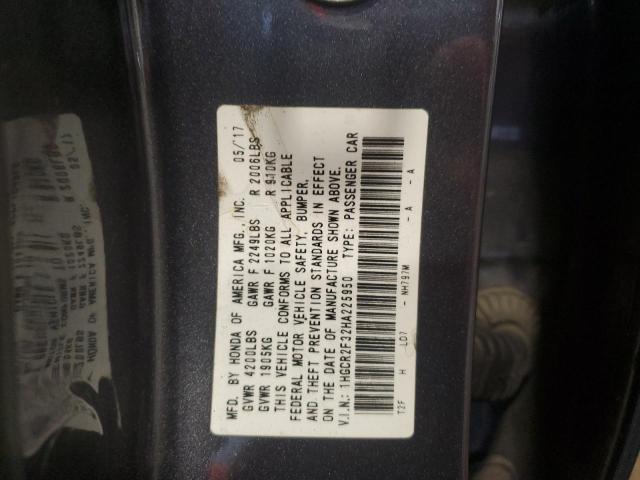 MFD. BY HONDA OF AMERICA MFG., INC. 05/17
GVWR 4200LBS GAWR F 2249LBS R 2006LBS
GVWR 1905KG GAWR F 1020KG R 910KG
THIS VEHICLE CONFORMS TO ALL APPLICABLE
FEDERAL MOTOR VEHICLE SAFETY, BUMPER,
AND THEFT PREVENTION STANDARDS IN EFFECT
ON THE DATE OF MANUFACTURE SHOWN ABOVE.
V.I.N.: 1HGCR2F32HA225950 TYPE: PASSENGER CAR
T2F H LD7 - NH797M - A - A